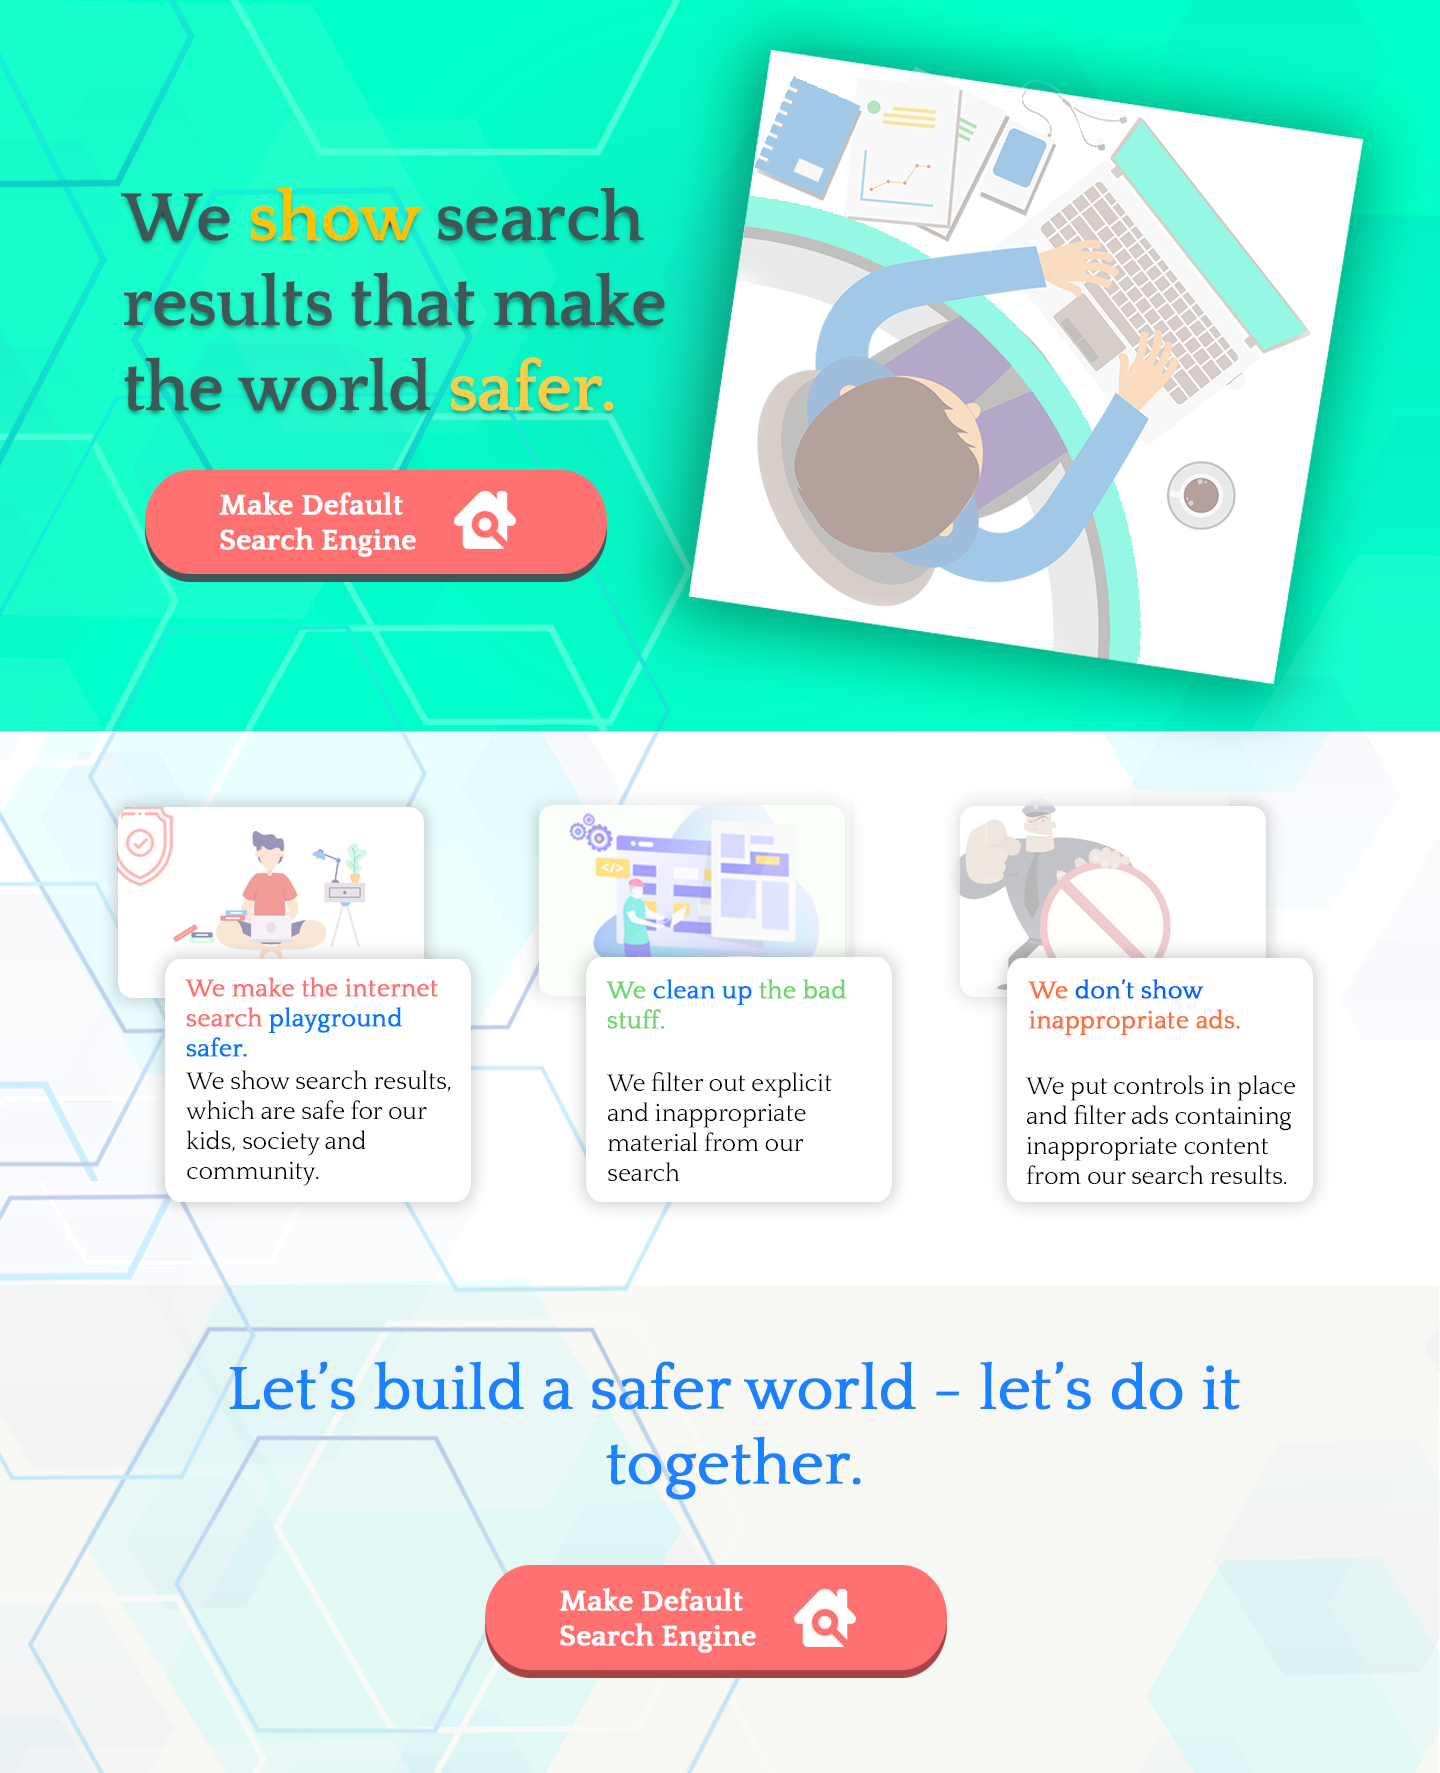 We show search
results that make
the world safer.
Make Default
Search Engine
We make the internet
search playground
safer.
We show search results,
which are safe for our
kids, society and
community.
</>
We clean up the bad
stuff.
We filter out explicit
and inappropriate
material from our
search
We don’t show
inappropriate ads.
We put controls in place
and filter ads containing
inappropriate content
from our search results.
Let’s build a safer world – let’s do it
together.
Make Default
Search Engine